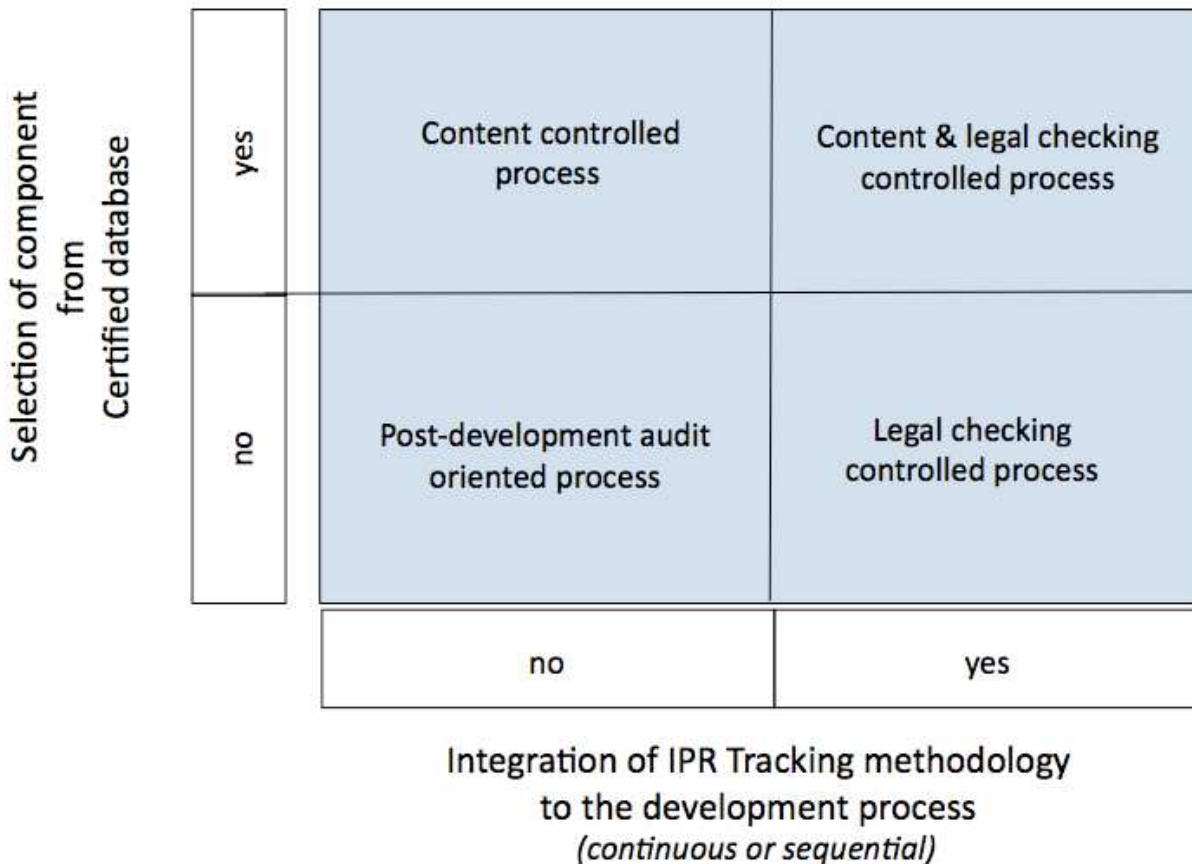 Selection of component
from
Certified database
yes
no
Content controlled
process
Content & legal checking
controlled process
Post-development audit
oriented process
Legal checking
controlled process
no
yes
Integration of IPR Tracking methodology
to the development process
(continuous or sequential)